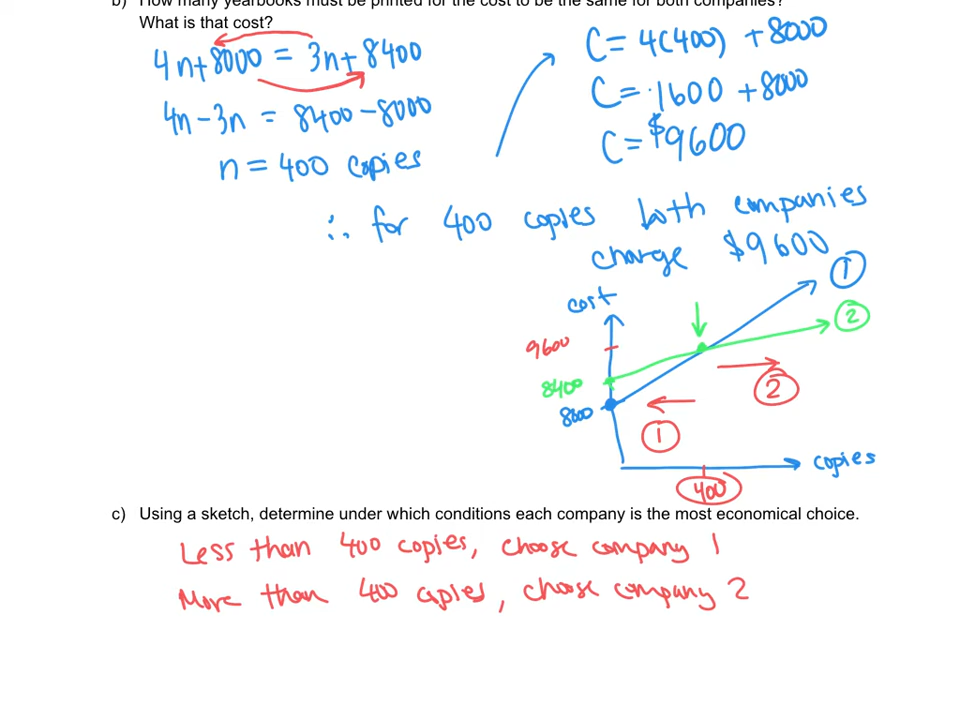 b) How many yearbooks must be printed for the cost to be the same for both companies?
What is that cost?
4n+8000 = 3n+8400
4n-3n = 8400-8000
n = 400 copies
C= 4(400) +8000
C= 1600 +8000
C= $9600
∴ for 400 copies both companies
charge $9600
cost
①
②
9600
8400
8000
②
①
copies
400
c) Using a sketch, determine under which conditions each company is the most economical choice.
Less than 400 copies, choose company 1
More than 400 copies, choose company 2